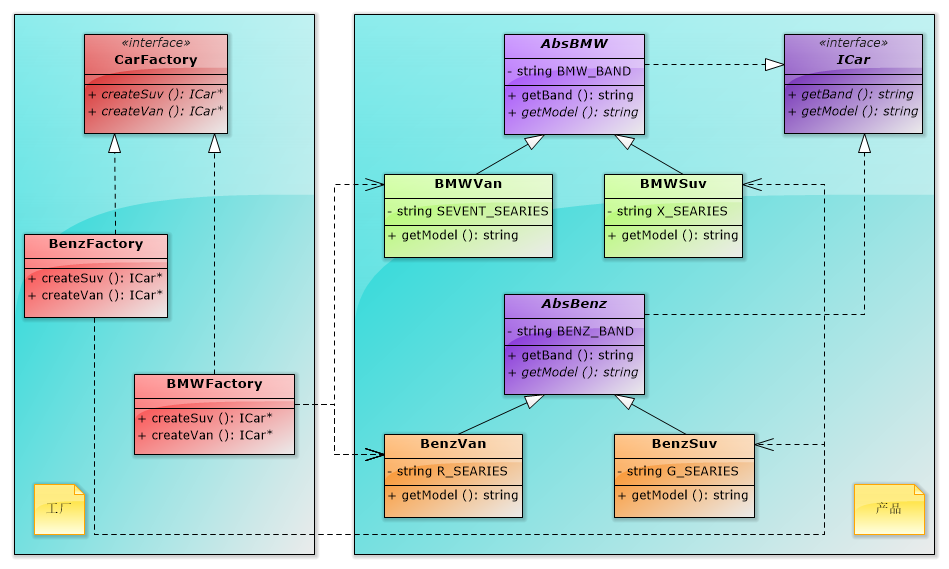 «interface»
CarFactory
+ createSuv (): ICar*
+ createVan (): ICar*
BenzFactory
+ createSuv (): ICar*
+ createVan (): ICar*
BMWFactory
+ createSuv (): ICar*
+ createVan (): ICar*
工厂
AbsBMW
- string BMW_BAND
+ getBand (): string
+ getModel (): string
«interface»
ICar
+ getBand (): string
+ getModel (): string
BMWVan
- string SEVENT_SEARIES
+ getModel (): string
BMWSuv
- string X_SEARIES
+ getModel (): string
AbsBenz
- string BENZ_BAND
+ getBand (): string
+ getModel (): string
BenzVan
- string R_SEARIES
+ getModel (): string
BenzSuv
- string G_SEARIES
+ getModel (): string
产品